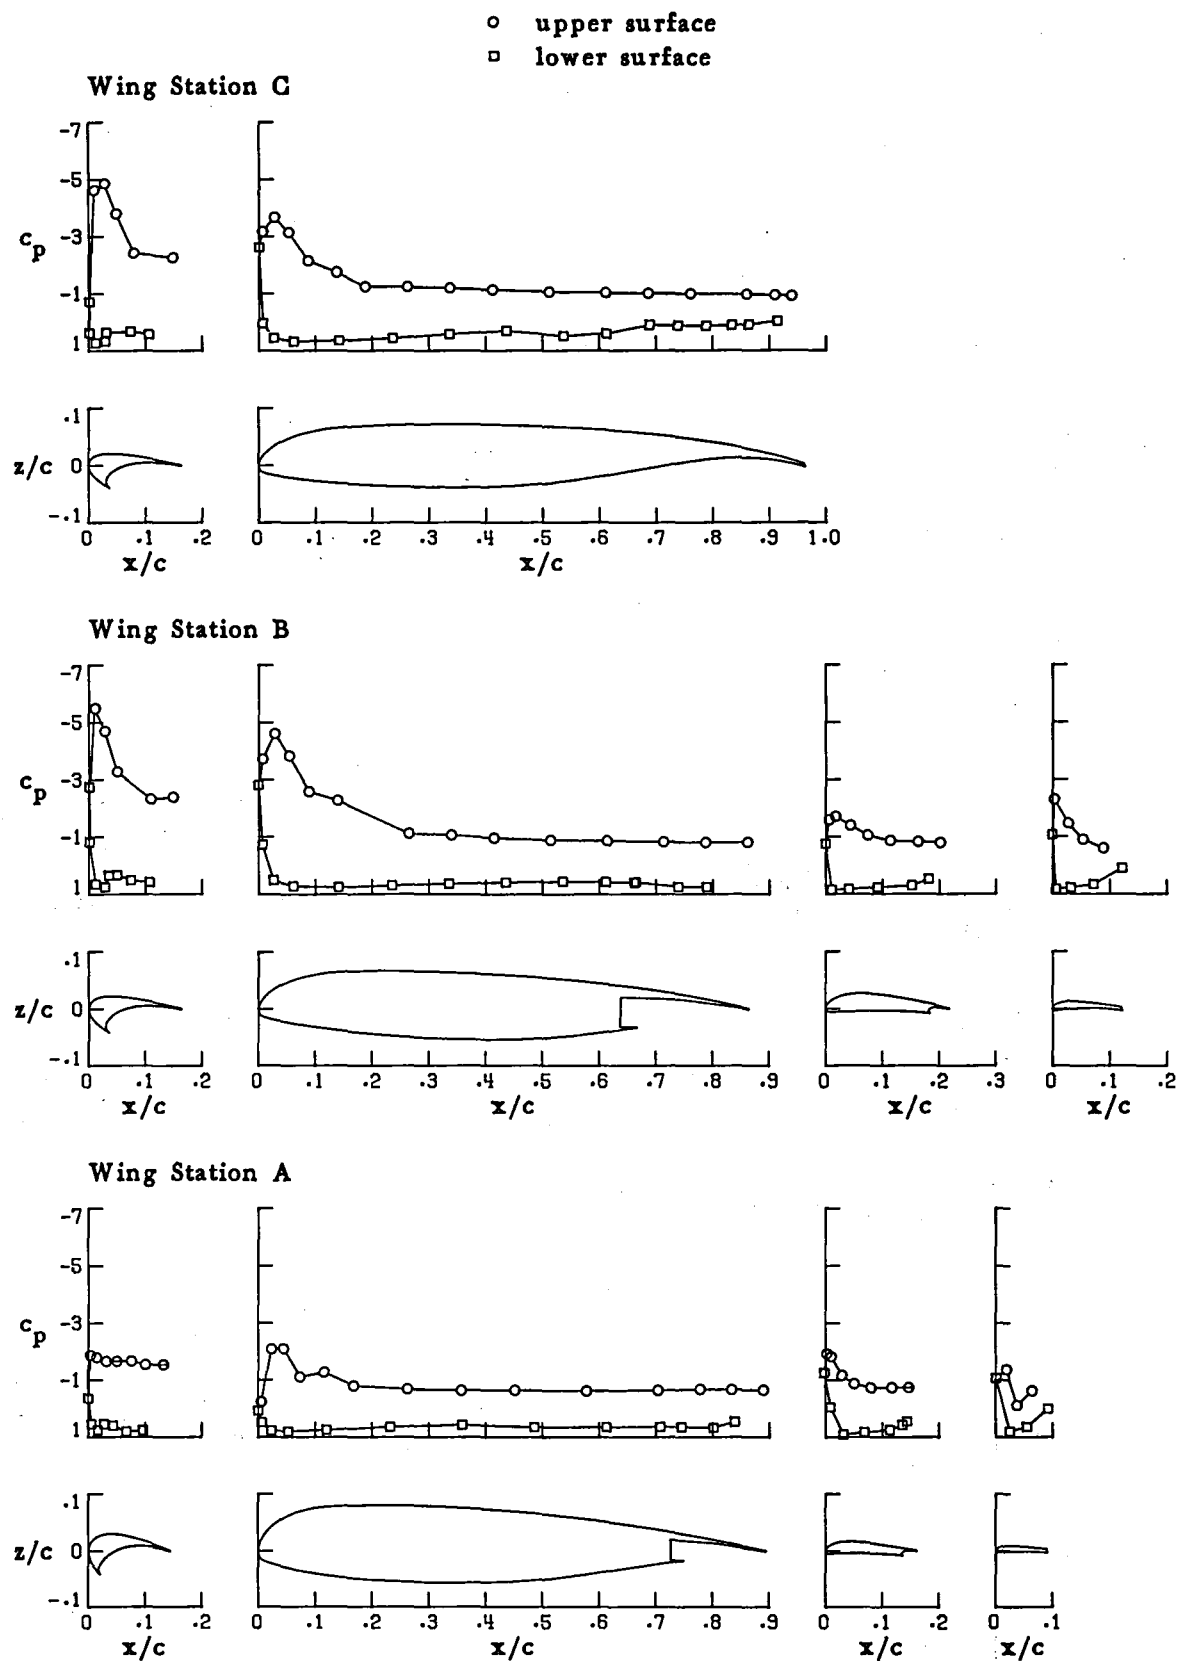 upper surface
lower surface
Wing Station C
-7
-5
c_p -3
-1
1
.1
z/c 0
-.1
0 .1 .2 0 .1 .2 .3 .4 .5 .6 .7 .8 .9 1.0
x/c x/c
Wing Station B
-7
-5
c_p -3
-1
1
.1
z/c 0
-.1
0 .1 .2 0 .1 .2 .3 .4 .5 .6 .7 .8 .9 0 .1 .2 .3 0 .1 .2
x/c x/c x/c x/c
Wing Station A
-7
-5
c_p -3
-1
1
.1
z/c 0
-.1
0 .1 .2 0 .1 .2 .3 .4 .5 .6 .7 .8 .9 0 .1 .2 0 .1
x/c x/c x/c x/c